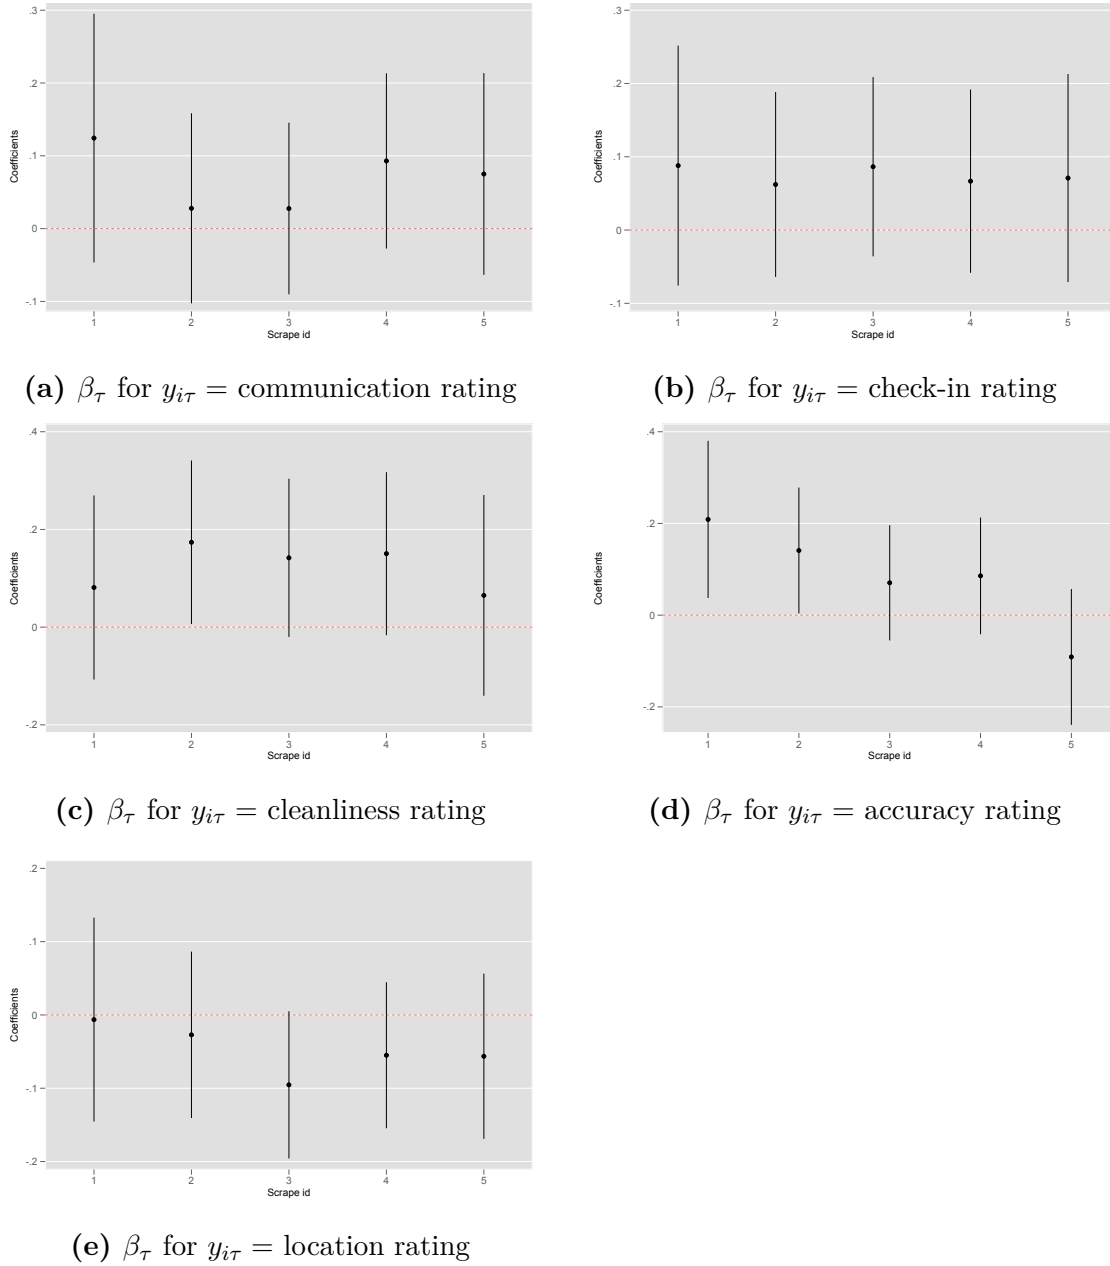 .3
.2
.1
0
-.1
Coefficients
1 2 3 4 5
Scrape id
(a) βτ for yiτ = communication rating
.3
.2
.1
0
-.1
Coefficients
1 2 3 4 5
Scrape id
(b) βτ for yiτ = check-in rating
.4
.2
0
-.2
Coefficients
1 2 3 4 5
Scrape id
(c) βτ for yiτ = cleanliness rating
.4
.2
0
-.2
Coefficients
1 2 3 4 5
Scrape id
(d) βτ for yiτ = accuracy rating
.2
.1
0
-.1
-.2
Coefficients
1 2 3 4 5
Scrape id
(e) βτ for yiτ = location rating